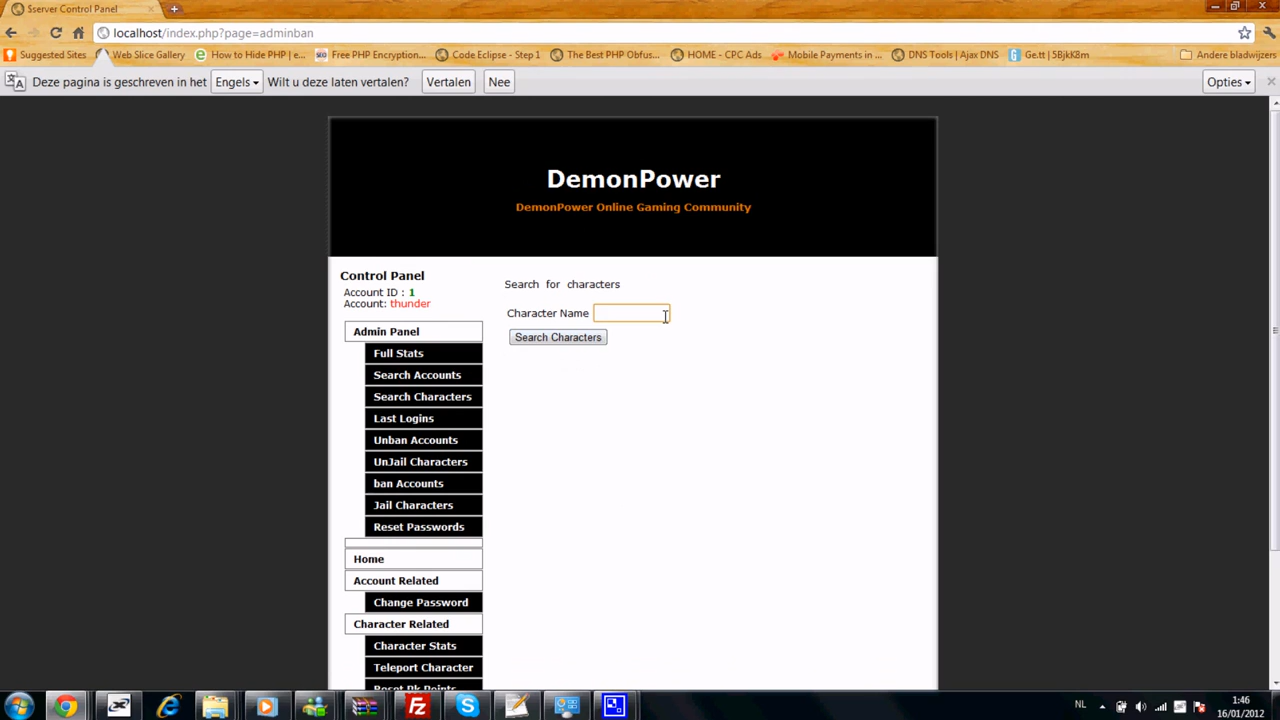 $server Control Panel
localhost/index.php?page=adminban
Suggested Sites Web Slice Gallery How to Hide PHP | e... Free PHP Encryption... Code Eclipse - Step 1 The Best PHP Obfus... HOME - CPC Ads Mobile Payments in ... DNS Tools | Ajax DNS Ge.tt | 5BjkK8m Andere bladwijzers
Deze pagina is geschreven in het Engels Wilt u deze laten vertalen? Vertalen Nee Opties
DemonPower
DemonPower Online Gaming Community
Control Panel
Account ID : 1
Account: thunder
Admin Panel
Full Stats
Search Accounts
Search Characters
Last Logins
Unban Accounts
UnJail Characters
ban Accounts
Jail Characters
Reset Passwords
Home
Account Related
Change Password
Character Related
Character Stats
Teleport Character
Reset Pk Points
Search for characters
Character Name
Search Characters
NL 1:46
16/01/2012